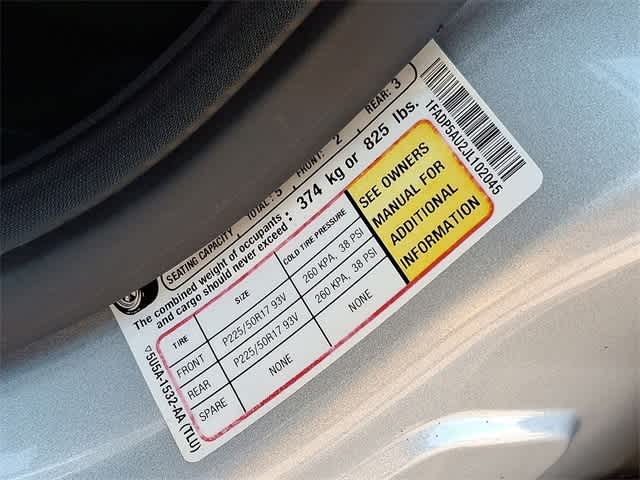 SEATING CAPACITY TOTAL: 5 FRONT: 2 REAR: 3
The combined weight of occupants
and cargo should never exceed: 374 kg or 825 lbs.
TIRE SIZE COLD TIRE PRESSURE
FRONT P225/50R17 93V 260 KPA, 38 PSI
REAR P225/50R17 93V 260 KPA, 38 PSI
SPARE NONE NONE
SEE OWNERS
MANUAL FOR
ADDITIONAL
INFORMATION
1FADP5AU2JL102045
▽5U5A-1532-AA (TLU)